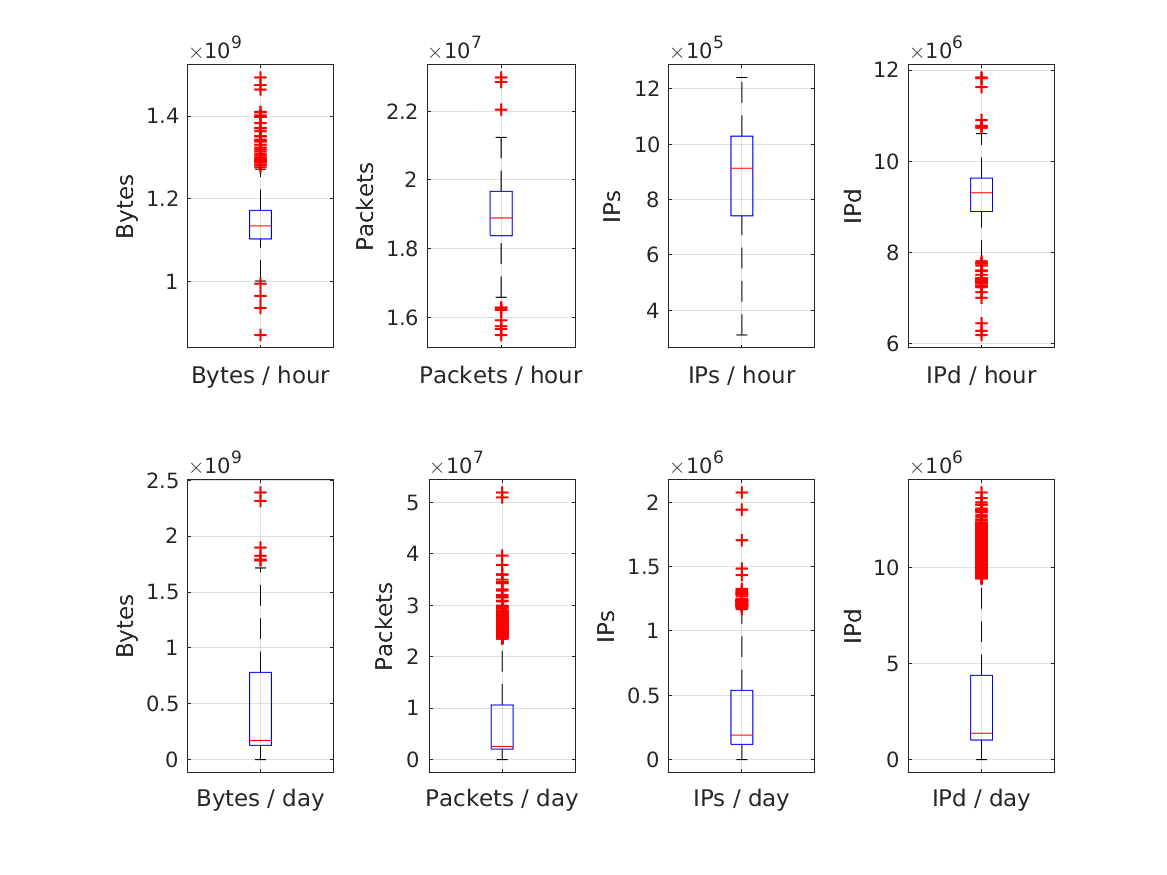 ×10^9
1.4
1.2
1
Bytes
Bytes / hour
×10^7
2.2
2
1.8
1.6
Packets
Packets / hour
×10^5
12
10
8
6
4
IPs
IPs / hour
×10^6
12
10
8
6
IPd
IPd / hour
×10^9
2.5
2
1.5
1
0.5
0
Bytes
Bytes / day
×10^7
5
4
3
2
1
0
Packets
Packets / day
×10^6
2
1.5
1
0.5
0
IPs
IPs / day
×10^6
10
5
0
IPd
IPd / day